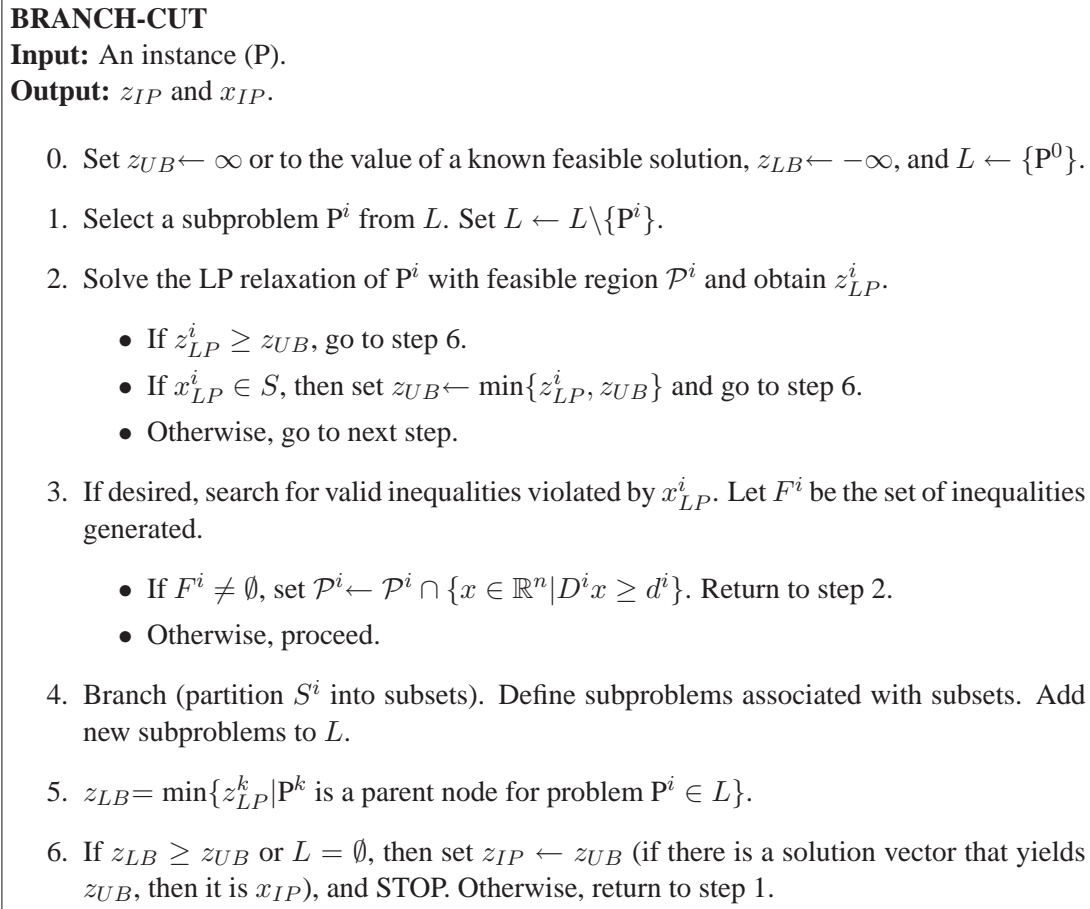 BRANCH-CUT
Input: An instance (P).
Output: z_{IP} and x_{IP}.
0. Set z_{UB} ← ∞ or to the value of a known feasible solution, z_{LB} ← −∞, and L ← {P^0}.
1. Select a subproblem P^i from L. Set L ← L\{P^i}.
2. Solve the LP relaxation of P^i with feasible region 𝒫^i and obtain z^i_{LP}.
• If z^i_{LP} ≥ z_{UB}, go to step 6.
• If x^i_{LP} ∈ S, then set z_{UB} ← min{z^i_{LP}, z_{UB}} and go to step 6.
• Otherwise, go to next step.
3. If desired, search for valid inequalities violated by x^i_{LP}. Let F^i be the set of inequalities
generated.
• If F^i ≠ ∅, set 𝒫^i ← 𝒫^i ∩ {x ∈ ℝ^n|D^i x ≥ d^i}. Return to step 2.
• Otherwise, proceed.
4. Branch (partition S^i into subsets). Define subproblems associated with subsets. Add
new subproblems to L.
5. z_{LB} = min{z^k_{LP}|P^k is a parent node for problem P^i ∈ L}.
6. If z_{LB} ≥ z_{UB} or L = ∅, then set z_{IP} ← z_{UB} (if there is a solution vector that yields
z_{UB}, then it is x_{IP}), and STOP. Otherwise, return to step 1.